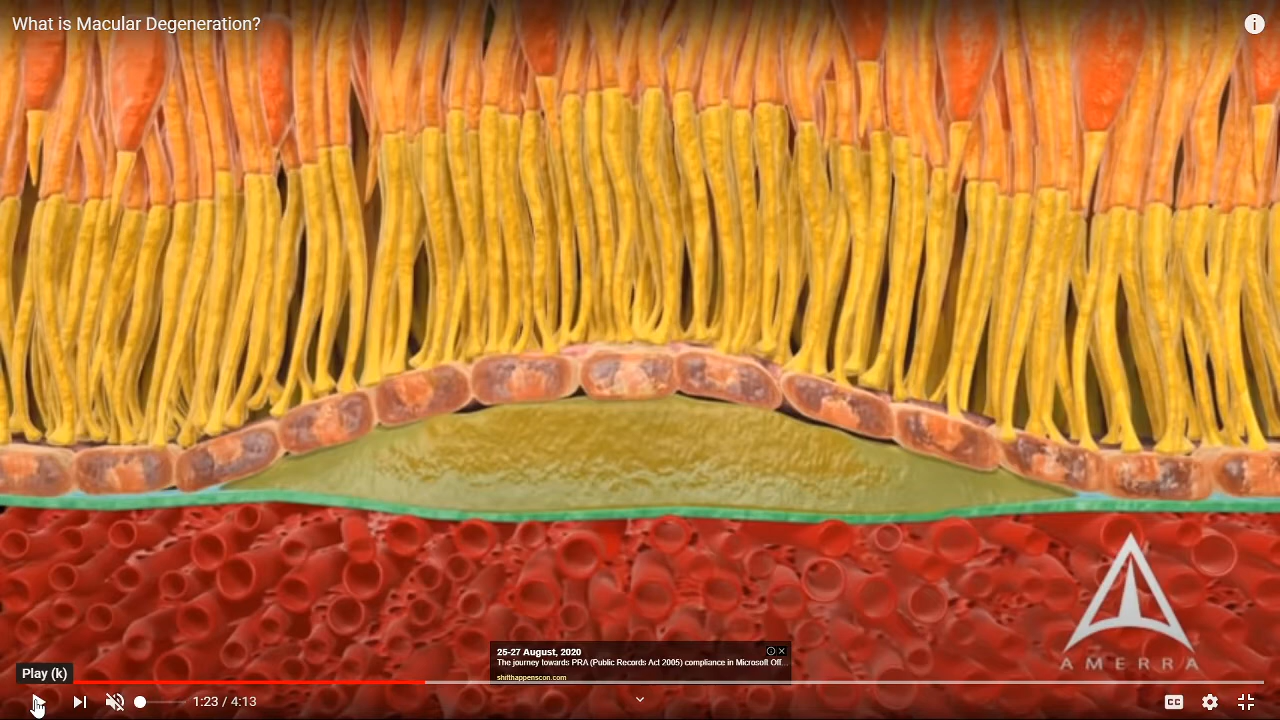 What is Macular Degeneration?
25-27 August, 2020
The journey towards PRA (Public Records Act 2005) compliance in Microsoft Off...
shifthappenscon.com
AMERRA
Play (k)
1:23 / 4:13
CC